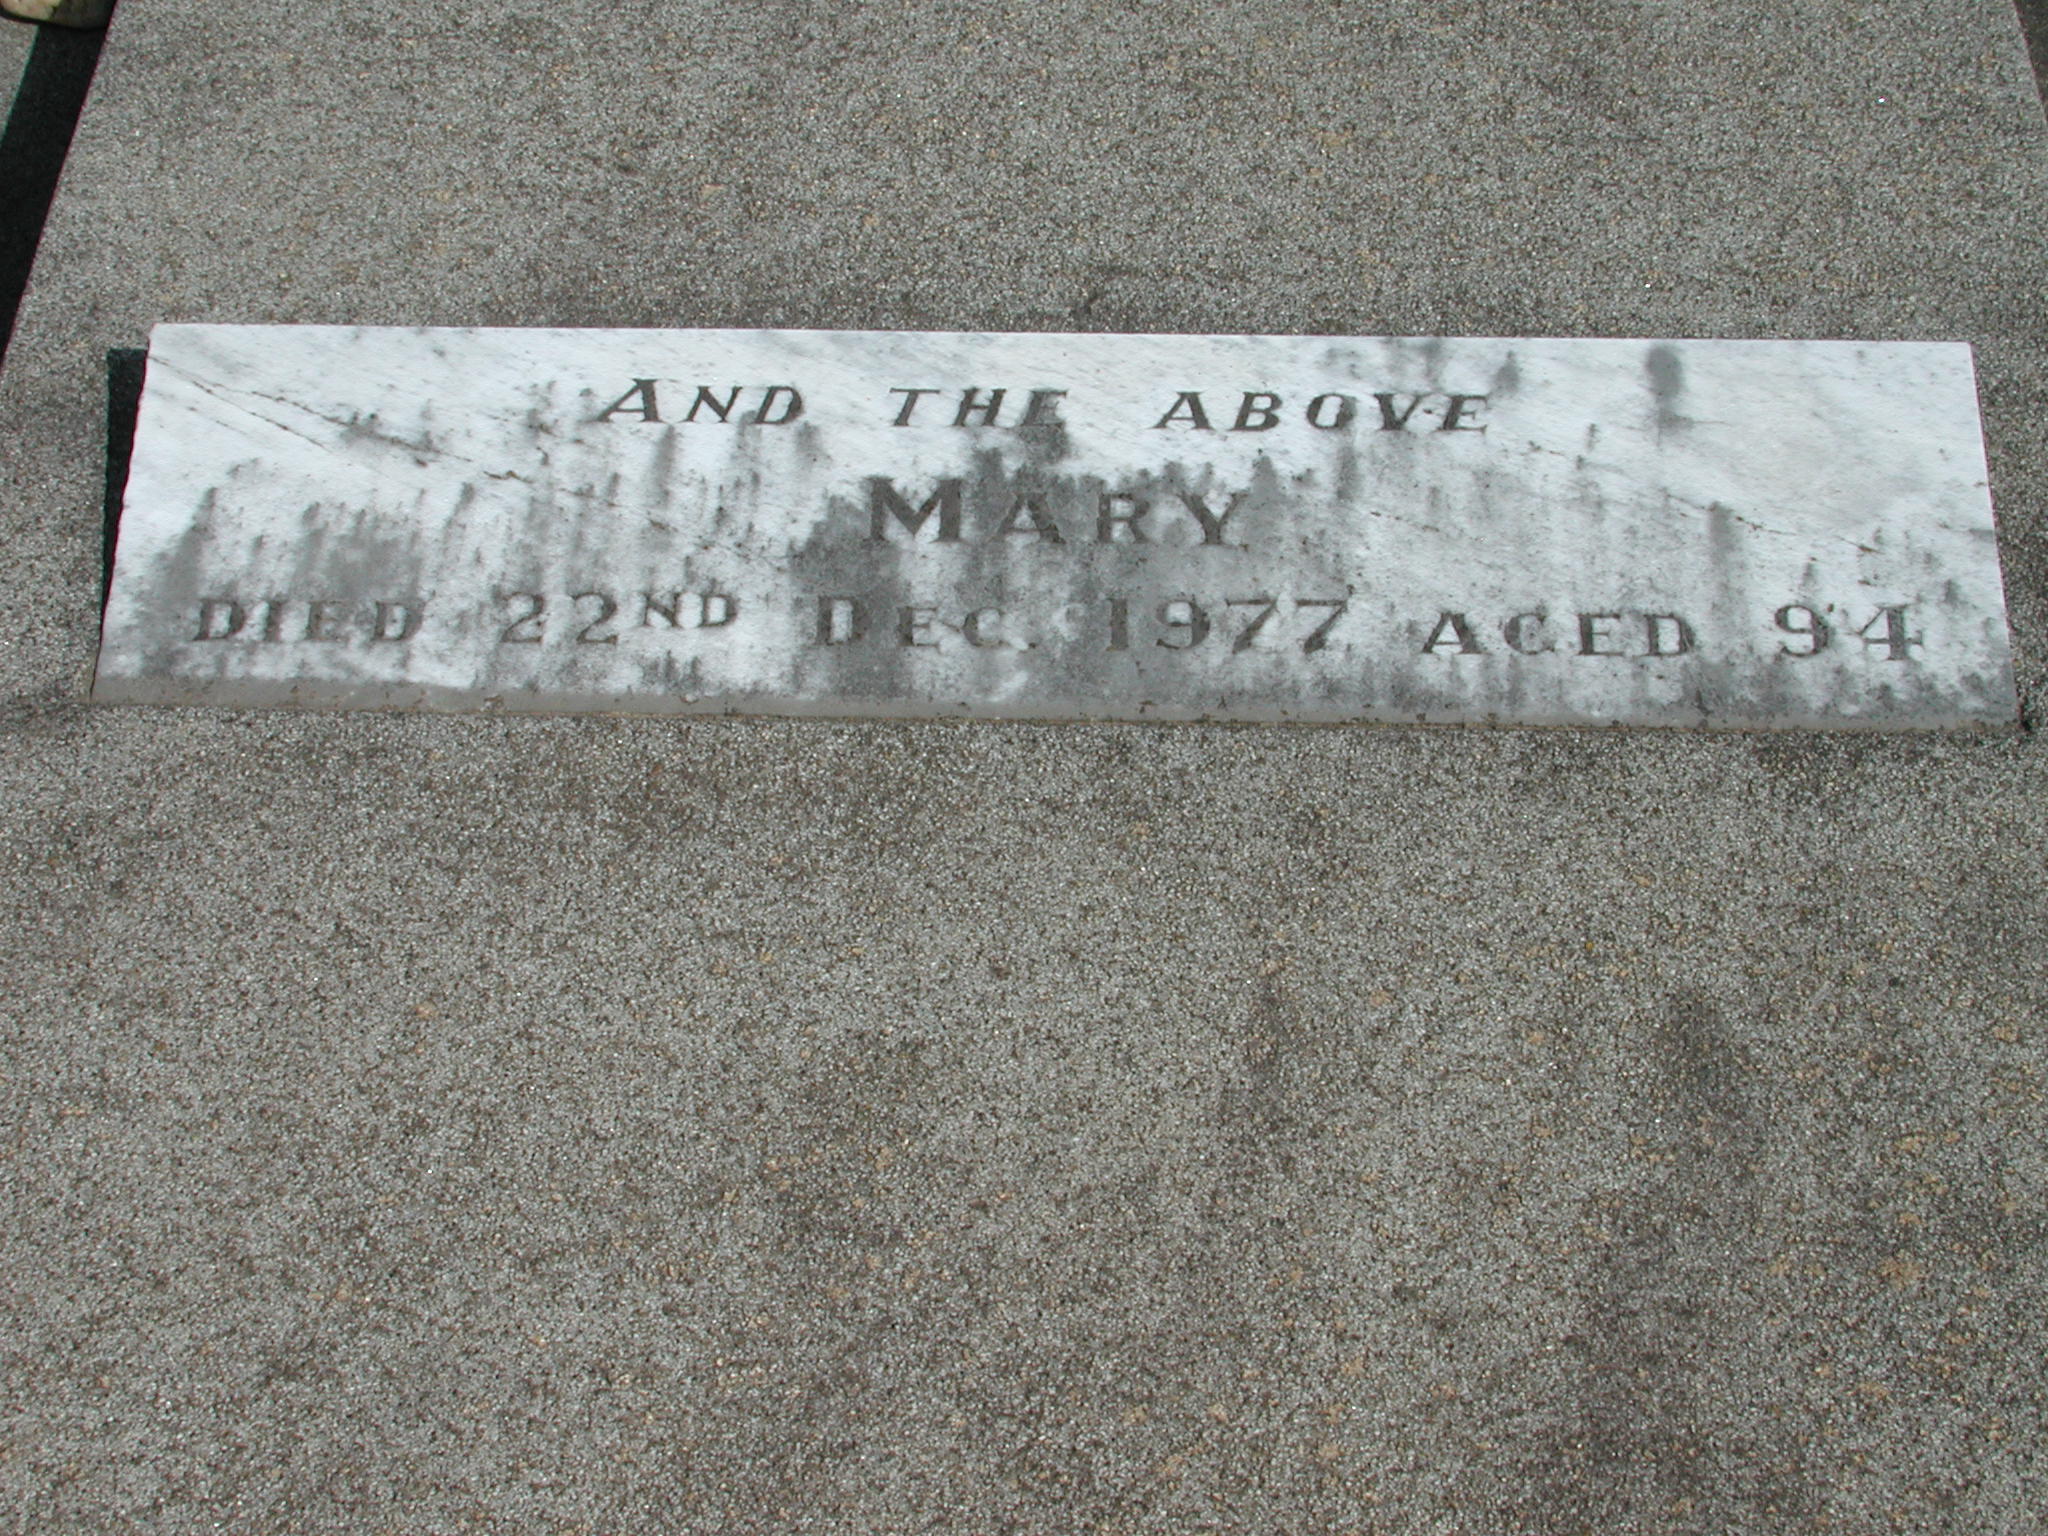 AND THE ABOVE
MARY
DIED 22ND DEC. 1977 AGED 94